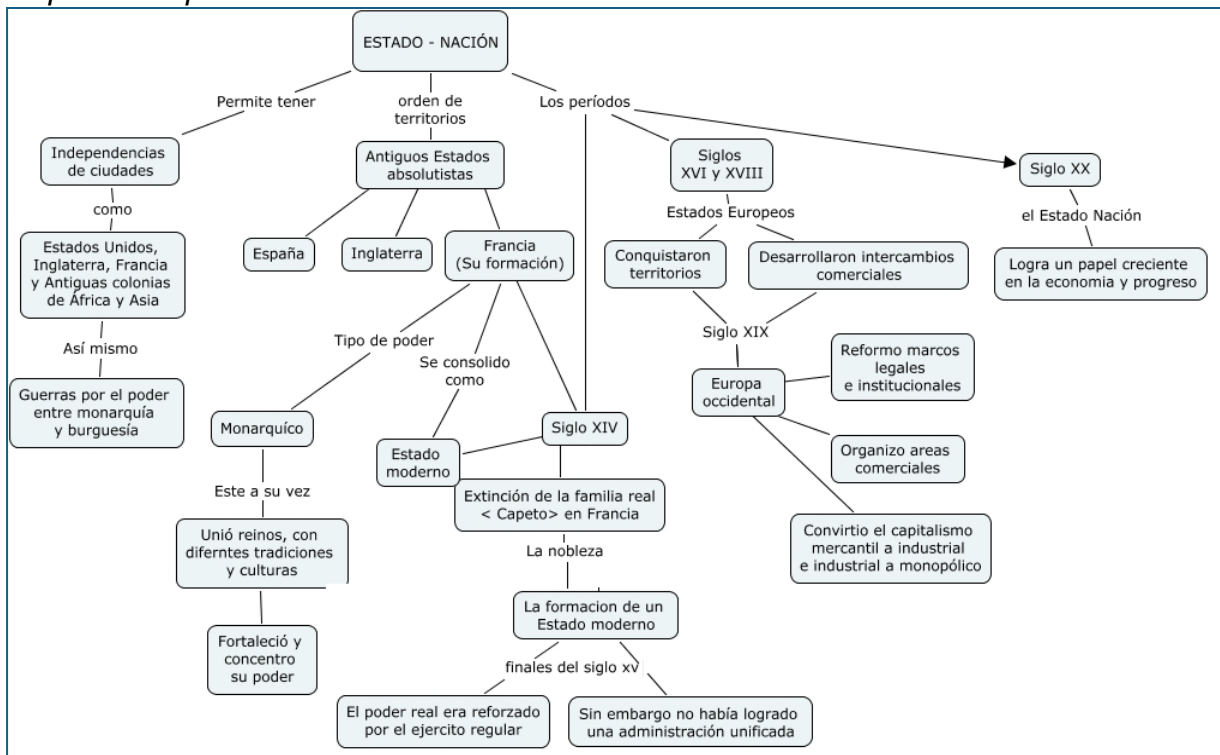 ESTADO - NACIÓN
Permite tener
orden de
territorios
Los períodos
Independencias
de ciudades
Antiguos Estados
absolutistas
Siglos
XVI y XVIII
Siglo XX
como
Estados Europeos
el Estado Nación
Estados Unidos,
Inglaterra, Francia
y Antiguas colonias
de África y Asia
España
Inglaterra
Francia
(Su formación)
Conquistaron
territorios
Desarrollaron intercambios
comerciales
Logra un papel creciente
en la economia y progreso
Así mismo
Tipo de poder
Se consolido
como
Siglo XIX
Reformo marcos
legales
e institucionales
Guerras por el poder
entre monarquía
y burguesía
Europa
occidental
Monarquíco
Siglo XIV
Estado
moderno
Organizo areas
comerciales
Este a su vez
Extinción de la familia real
< Capeto> en Francia
Unió reinos, con
difern​tes tradiciones
y culturas
La nobleza
Convirtio el capitalismo
mercantil a industrial
e industrial a monopólico
La formacion de un
Estado moderno
Fortaleció y
concentro
su poder
finales del siglo xv
El poder real era reforzado
por el ejercito regular
Sin embargo no había logrado
una administración unificada